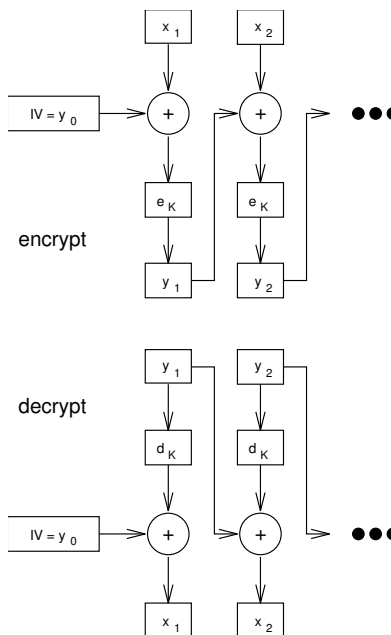 x 1 x 2
IV = y 0 + +
e K e K
encrypt
y 1 y 2
y 1 y 2
decrypt
d K d K
IV = y 0 + +
x 1 x 2